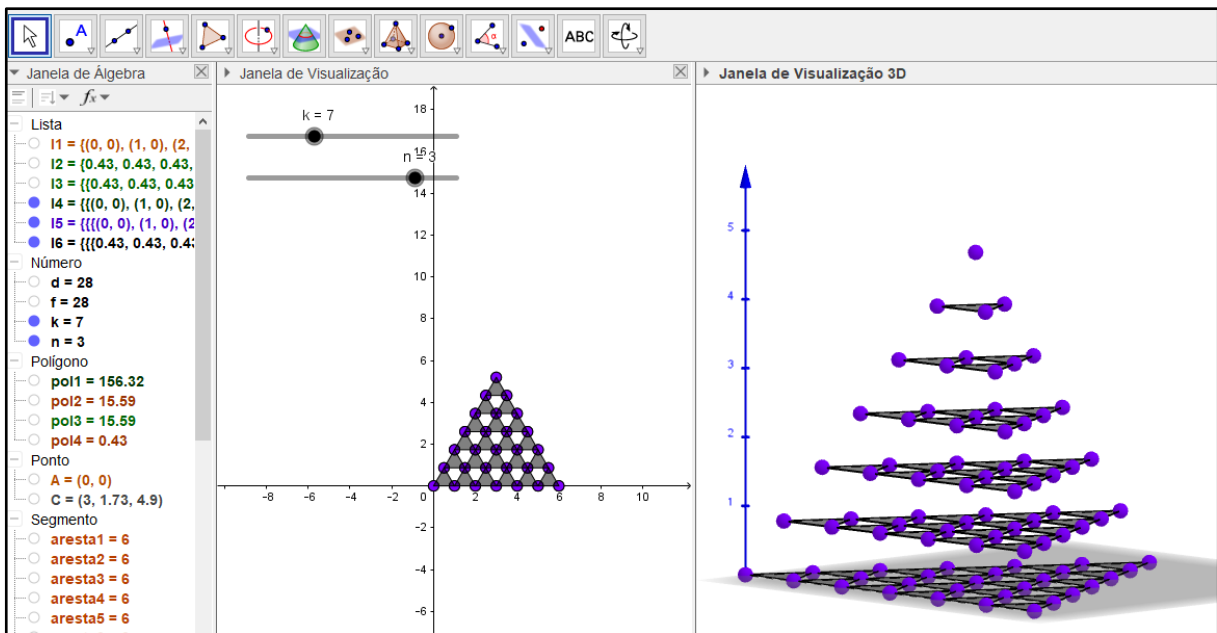 A
ABC
Janela de Álgebra
Janela de Visualização
Janela de Visualização 3D
fx
Lista
l1 = {(0, 0), (1, 0), (2,
l2 = {0.43, 0.43, 0.43,
l3 = {{0.43, 0.43, 0.43
l4 = {{(0, 0), (1, 0), (2,
l5 = {{{(0, 0), (1, 0), (2
l6 = {{{0.43, 0.43, 0.43
Número
d = 28
f = 28
k = 7
n = 3
Polígono
pol1 = 156.32
pol2 = 15.59
pol3 = 15.59
pol4 = 0.43
Ponto
A = (0, 0)
C = (3, 1.73, 4.9)
Segmento
aresta1 = 6
aresta2 = 6
aresta3 = 6
aresta4 = 6
aresta5 = 6
k = 7
n = 3
18
16
14
12
10
8
6
4
2
0
-2
-4
-6
-8 -6 -4 -2 0 2 4 6 8 10
5
4
3
2
1